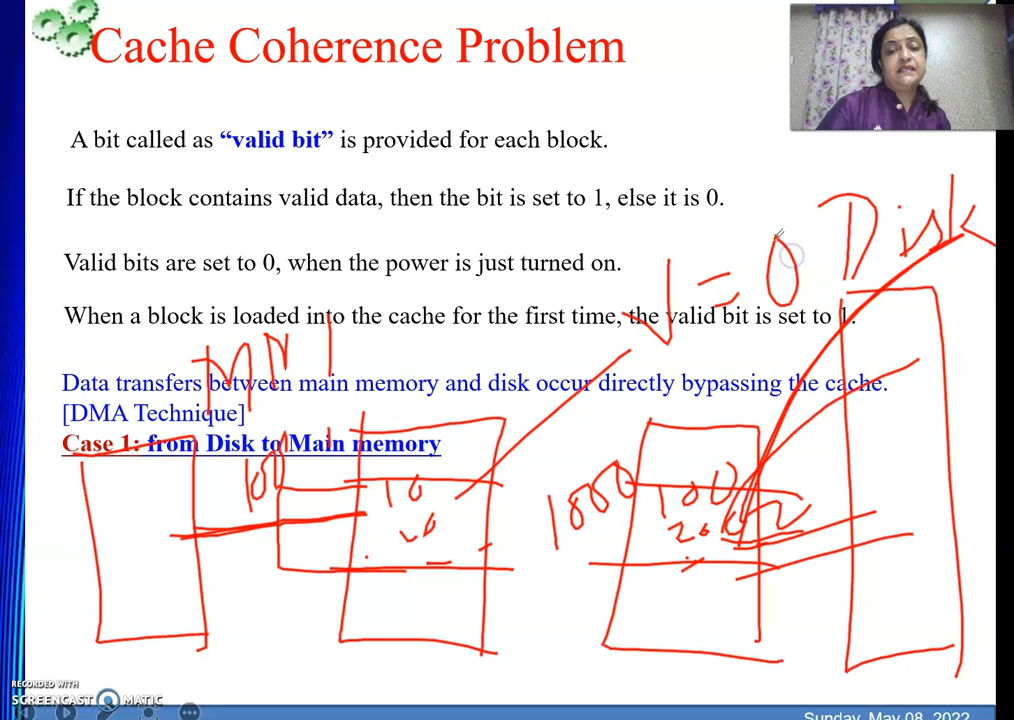 Cache Coherence Problem
A bit called as “valid bit” is provided for each block.
If the block contains valid data, then the bit is set to 1, else it is 0.
Disk
Valid bits are set to 0, when the power is just turned on.
V = 0
When a block is loaded into the cache for the first time, the valid bit is set to 1.
Data transfers between main memory and disk occur directly bypassing the cache.
[DMA Technique]
Case 1: from Disk to Main memory
10
1000
100
20
RECORDED WITH
SCREENCAST MATIC
Sunday, May 08, 2022